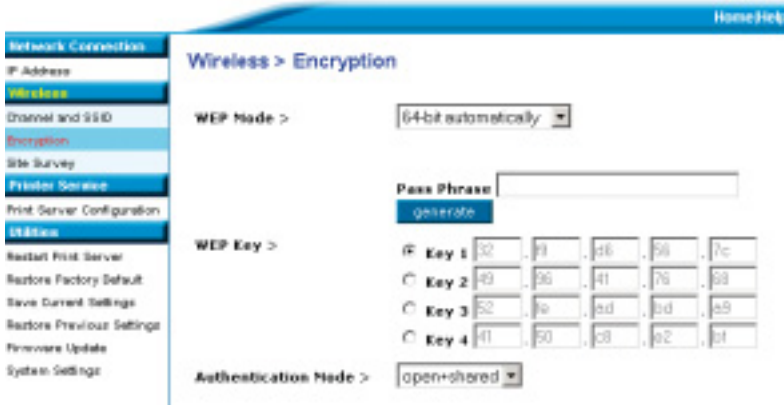 Home|Help
Network Connection
IP Address
Wireless
Channel and SSID
Encryption
Site Survey
Printer Service
Print Server Configuration
Utilities
Restart Print Server
Restore Factory Default
Save Current Settings
Restore Previous Settings
Firmware Update
System Settings
Wireless > Encryption
WEP Mode >
64-bit automatically
Pass Phrase
generate
WEP Key >
Key 1 32 . f9 . d6 . 56 . 7c
Key 2 49 . 96 . 41 . 76 . 68
Key 3 52 . fe . ad . bd . a9
Key 4 41 . 50 . c8 . e2 . bf
Authentication Mode >
open+shared